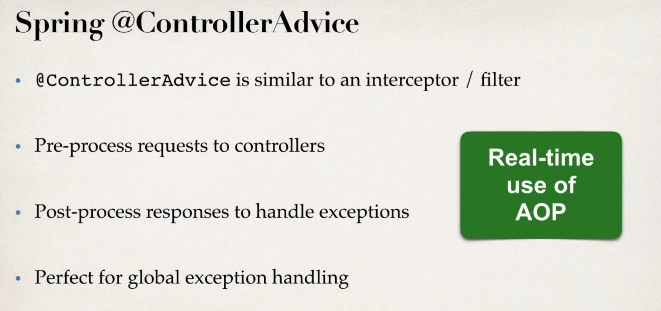 Spring @ControllerAdvice
• @ControllerAdvice is similar to an interceptor / filter
• Pre-process requests to controllers
• Post-process responses to handle exceptions
• Perfect for global exception handling
Real-time
use of
AOP